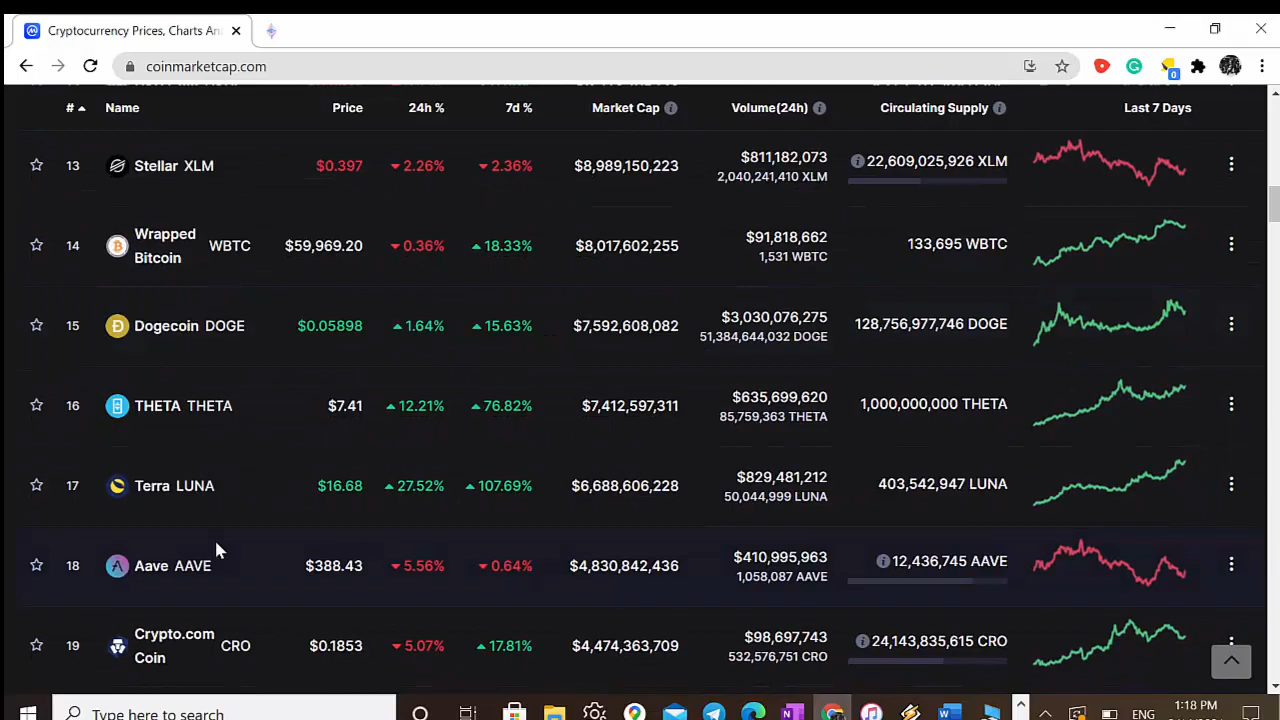 Cryptocurrency Prices, Charts An
coinmarketcap.com
0
# Name Price 24h % 7d % Market Cap Volume(24h) Circulating Supply Last 7 Days
13 Stellar XLM $0.397 2.26% 2.36% $8,989,150,223 $811,182,073 22,609,025,926 XLM
2,040,241,410 XLM
14 Wrapped Bitcoin WBTC $59,969.20 0.36% 18.33% $8,017,602,255 $91,818,662 133,695 WBTC
1,531 WBTC
15 Dogecoin DOGE $0.05898 1.64% 15.63% $7,592,608,082 $3,030,076,275 128,756,977,746 DOGE
51,384,644,032 DOGE
16 THETA THETA $7.41 12.21% 76.82% $7,412,597,311 $635,699,620 1,000,000,000 THETA
85,759,363 THETA
17 Terra LUNA $16.68 27.52% 107.69% $6,688,606,228 $829,481,212 403,542,947 LUNA
50,044,999 LUNA
18 Aave AAVE $388.43 5.56% 0.64% $4,830,842,436 $410,995,963 12,436,745 AAVE
1,058,087 AAVE
19 Crypto.com Coin CRO $0.1853 5.07% 17.81% $4,474,363,709 $98,697,743 24,143,835,615 CRO
532,576,751 CRO
Type here to search
ENG
1:18 PM